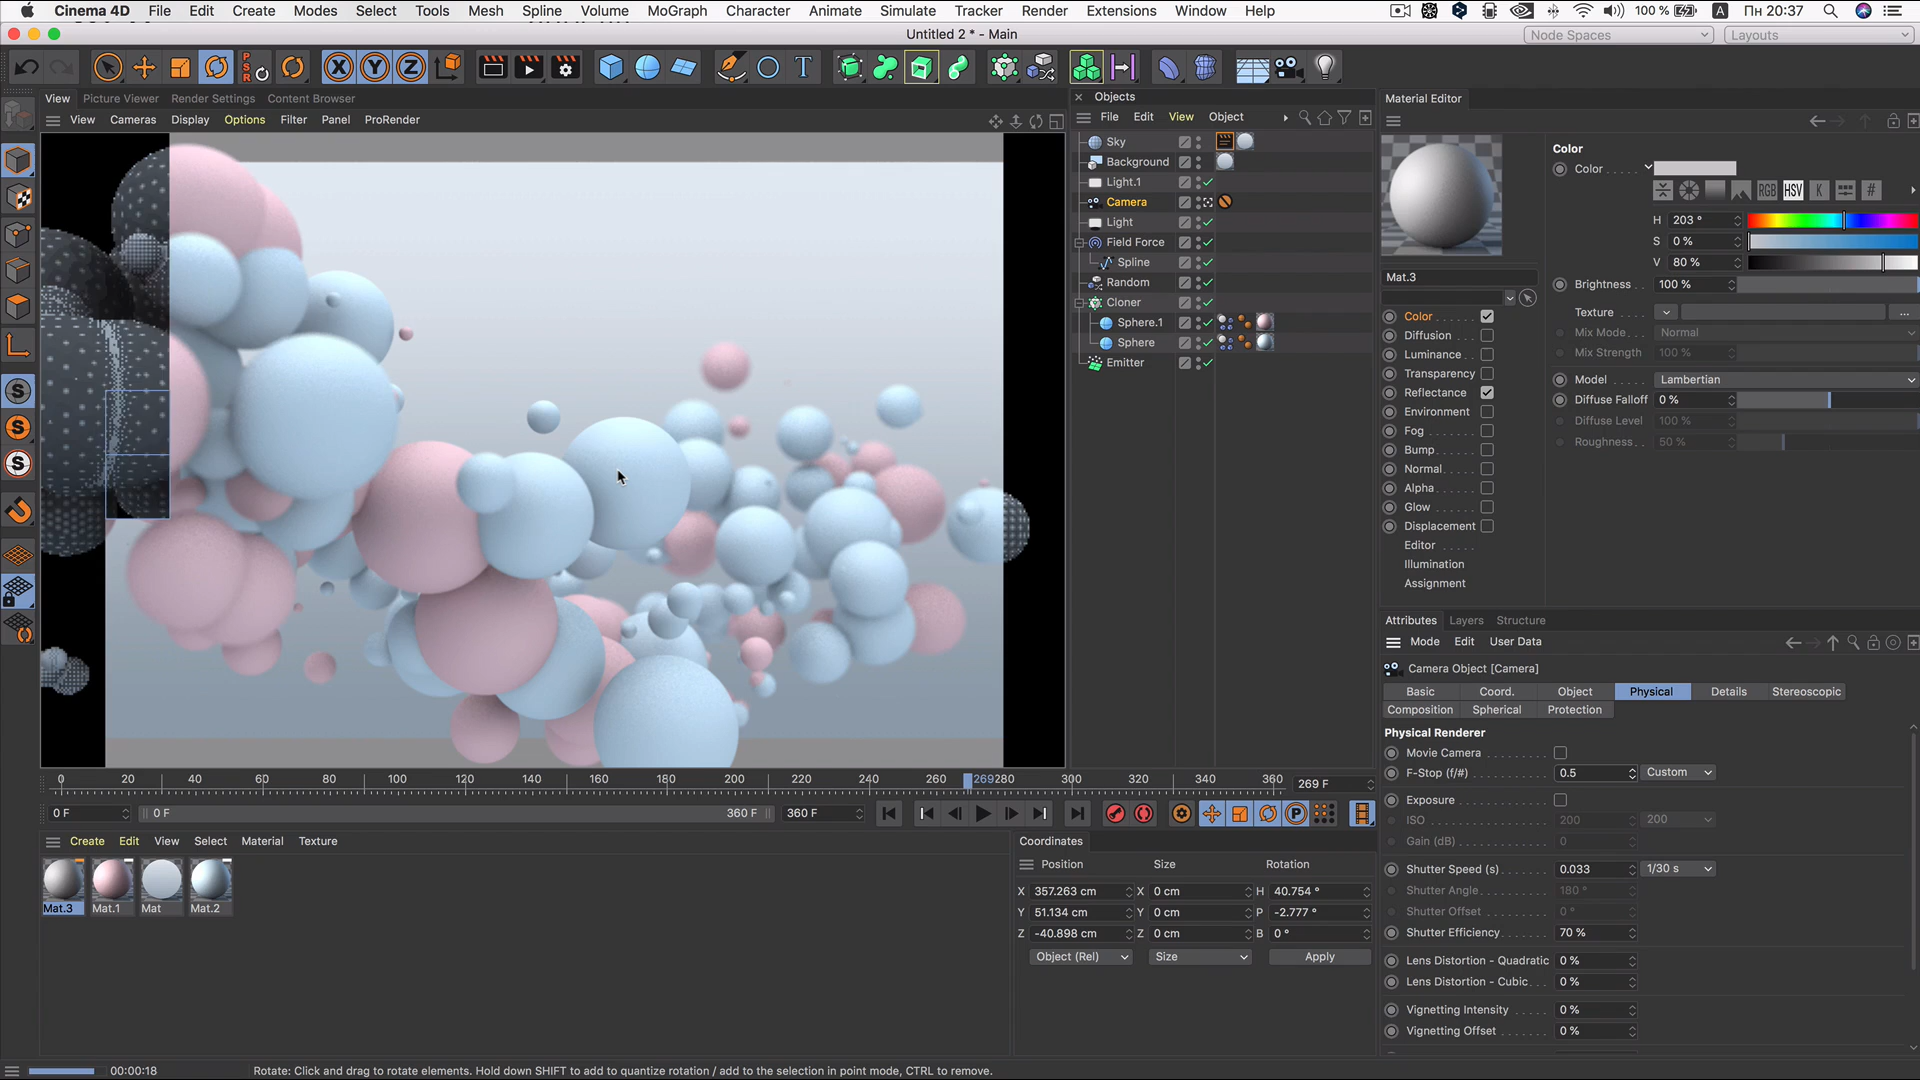 Cinema 4D File Edit Create Modes Select Tools Mesh Spline Volume MoGraph Character Animate Simulate Tracker Render Extensions Window Help 100 % A Пн 20:37
Untitled 2 * - Main Node Spaces Layouts
P S R X Y Z T
View Picture Viewer Render Settings Content Browser
View Cameras Display Options Filter Panel ProRender
Objects
File Edit View Object
Sky
Background
Light.1
Camera
Light
Field Force
Spline
Random
Cloner
Sphere.1
Sphere
Emitter
Material Editor
Mat.3
Color
Diffusion
Luminance
Transparency
Reflectance
Environment
Fog
Bump
Normal
Alpha
Glow
Displacement
Editor
Illumination
Assignment
Color
Color
RGB HSV K #
H 203 °
S 0 %
V 80 %
Brightness 100 %
Texture ...
Mix Mode Normal
Mix Strength 100 %
Model Lambertian
Diffuse Falloff 0 %
Diffuse Level 100 %
Roughness 50 %
0 20 40 60 80 100 120 140 160 180 200 220 240 260 269 280 300 320 340 360 269 F
0 F 0 F 360 F 360 F P
Create Edit View Select Material Texture
Mat.3 Mat.1 Mat Mat.2
Coordinates
Position Size Rotation
X 357.263 cm X 0 cm H 40.754 °
Y 51.134 cm Y 0 cm P -2.777 °
Z -40.898 cm Z 0 cm B 0 °
Object (Rel) Size Apply
Attributes Layers Structure
Mode Edit User Data
Camera Object [Camera]
Basic Coord. Object Physical Details Stereoscopic
Composition Spherical Protection
Physical Renderer
Movie Camera
F-Stop (f/#) 0.5 Custom
Exposure
ISO 200 200
Gain (dB) 0
Shutter Speed (s) 0.033 1/30 s
Shutter Angle 180 °
Shutter Offset 0 °
Shutter Efficiency 70 %
Lens Distortion - Quadratic 0 %
Lens Distortion - Cubic 0 %
Vignetting Intensity 0 %
Vignetting Offset 0 %
00:00:18 Rotate: Click and drag to rotate elements. Hold down SHIFT to add to quantize rotation / add to the selection in point mode, CTRL to remove.